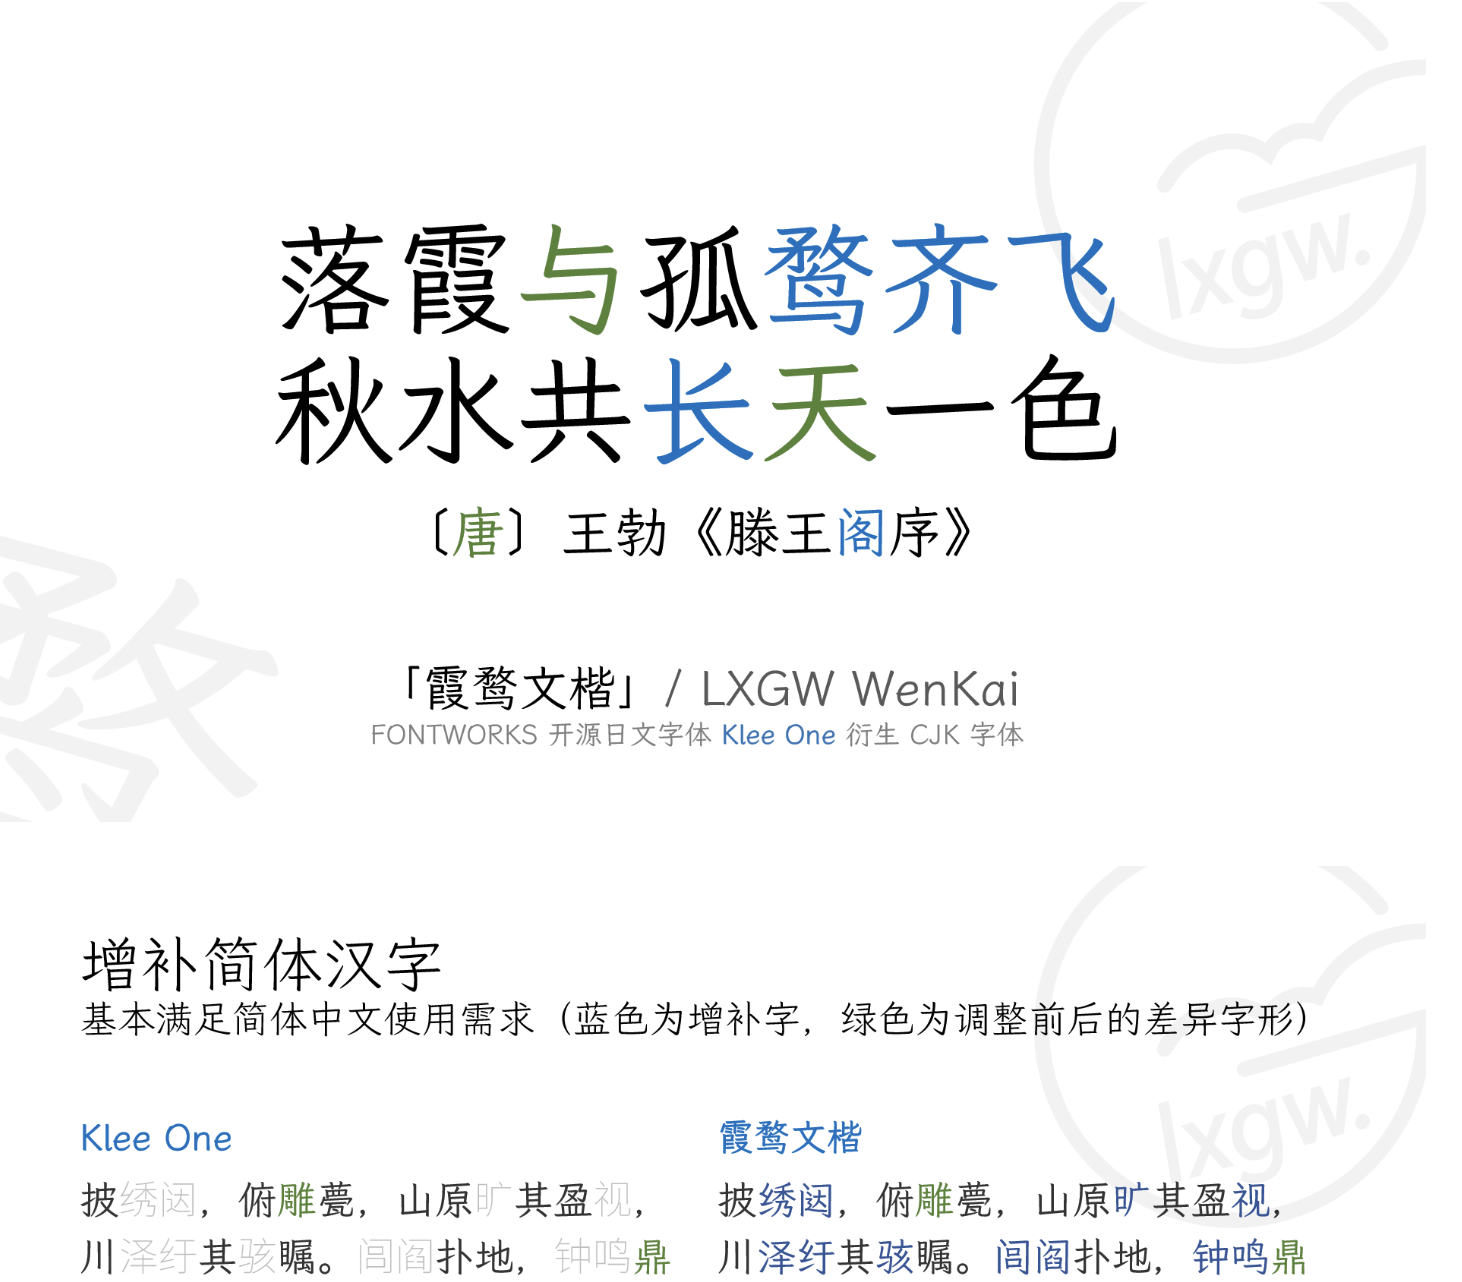 lxgw.
落霞与孤鹜齐飞
秋水共长天一色
〔唐〕王勃《滕王阁序》
「霞鹜文楷」/ LXGW WenKai
FONTWORKS 开源日文字体 Klee One 衍生 CJK 字体
增补简体汉字
基本满足简体中文使用需求（蓝色为增补字，绿色为调整前后的差异字形）
lxgw.
Klee One
披绣闼，俯雕甍，山原旷其盈视，
川泽纡其骇瞩。闾阎扑地，钟鸣鼎
霞鹜文楷
披绣闼，俯雕甍，山原旷其盈视，
川泽纡其骇瞩。闾阎扑地，钟鸣鼎